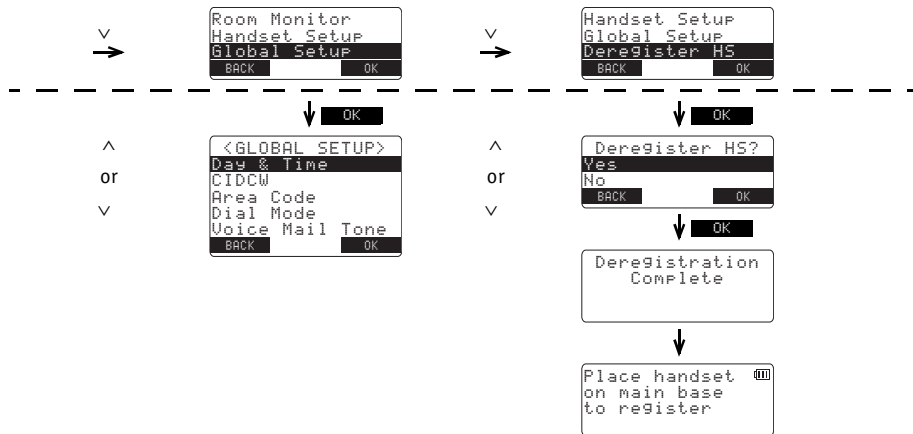 Room Monitor
Handset Setup
Global Setup
BACK OK
Handset Setup
Global Setup
Deregister HS
BACK OK
OK
OK
or
<GLOBAL SETUP>
Day & Time
CIDCW
Area Code
Dial Mode
Voice Mail Tone
BACK OK
or
Deregister HS?
Yes
No
BACK OK
OK
Deregistration
Complete
Place handset
on main base
to register